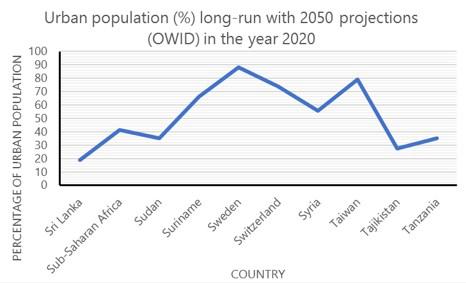 Urban population (%) long-run with 2050 projections
(OWID) in the year 2020
PERCENTAGE OF URBAN POPULATION
100
90
80
70
60
50
40
30
20
10
0
Sri Lanka
Sub-Saharan Africa
Sudan
Suriname
Sweden
Switzerland
Syria
Taiwan
Tajikistan
Tanzania
COUNTRY